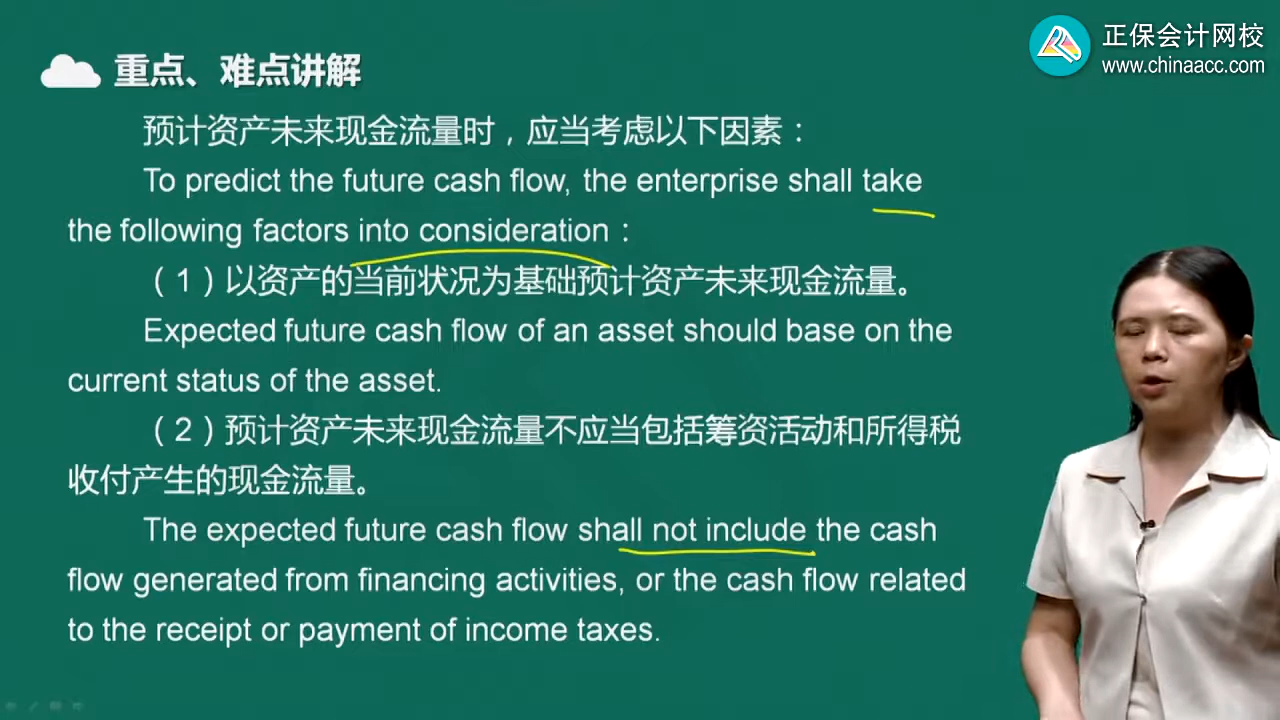 正保会计网校
www.chinaacc.com
重点、难点讲解
预计资产未来现金流量时，应当考虑以下因素：
To predict the future cash flow, the enterprise shall take
the following factors into consideration：
（1）以资产的当前状况为基础预计资产未来现金流量。
Expected future cash flow of an asset should base on the
current status of the asset.
（2）预计资产未来现金流量不应当包括筹资活动和所得税
收付产生的现金流量。
The expected future cash flow shall not include the cash
flow generated from financing activities, or the cash flow related
to the receipt or payment of income taxes.